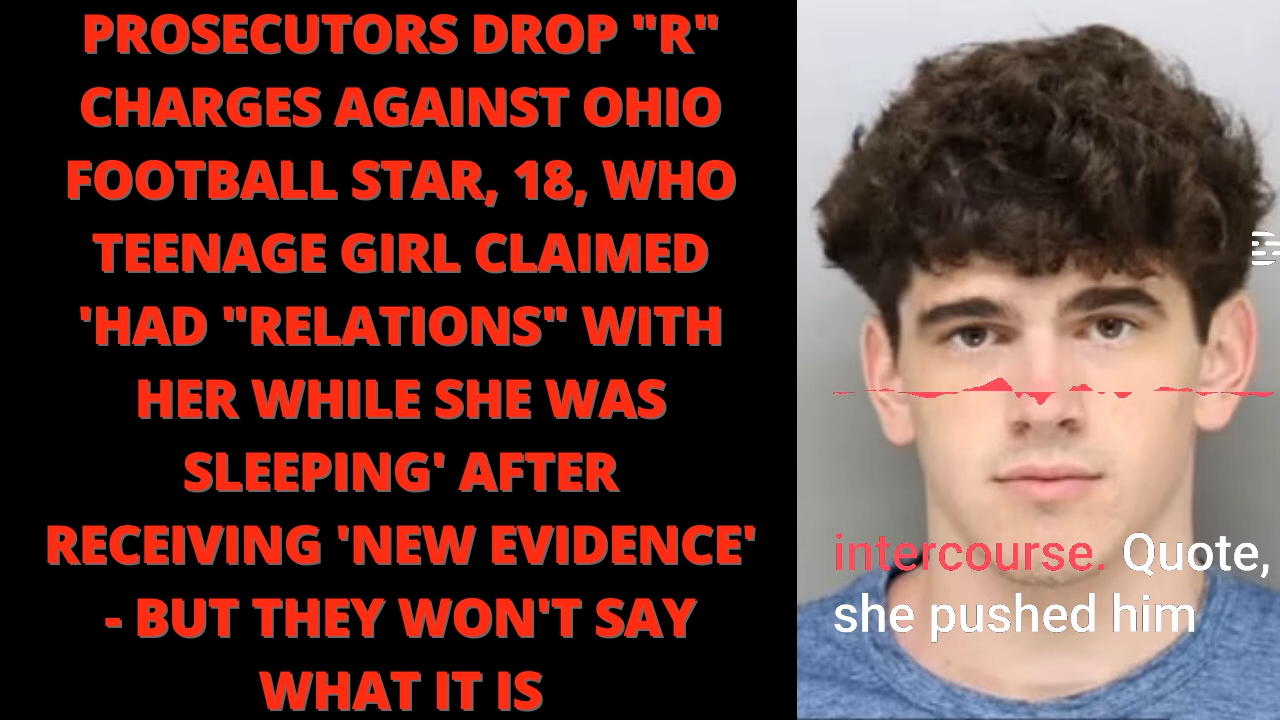 PROSECUTORS DROP "R"
CHARGES AGAINST OHIO
FOOTBALL STAR, 18, WHO
TEENAGE GIRL CLAIMED
'HAD "RELATIONS" WITH
HER WHILE SHE WAS
SLEEPING' AFTER
RECEIVING 'NEW EVIDENCE'
- BUT THEY WON'T SAY
WHAT IT IS
intercourse. Quote,
she pushed him